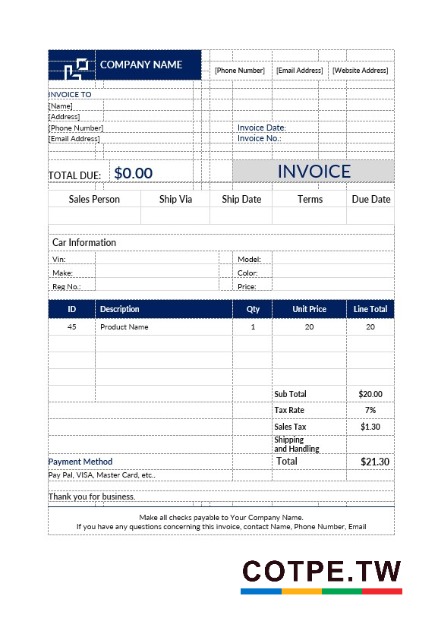 COMPANY NAME
[Phone Number] [Email Address] [Website Address]
INVOICE TO
[Name]
[Address]
[Phone Number] Invoice Date:
[Email Address] Invoice No.:
TOTAL DUE: $0.00 INVOICE
Sales Person Ship Via Ship Date Terms Due Date
Car Information
Vin: Model:
Make: Color:
Reg No.: Price:
ID Description Qty Unit Price Line Total
45 Product Name 1 20 20
Sub Total $20.00
Tax Rate 7%
Sales Tax $1.30
Shipping
and Handling
Payment Method Total $21.30
Pay Pal, VISA, Master Card, etc..
Thank you for business.
Make all checks payable to Your Company Name.
If you have any questions concerning this invoice, contact Name, Phone Number, Email
COTPE.TW